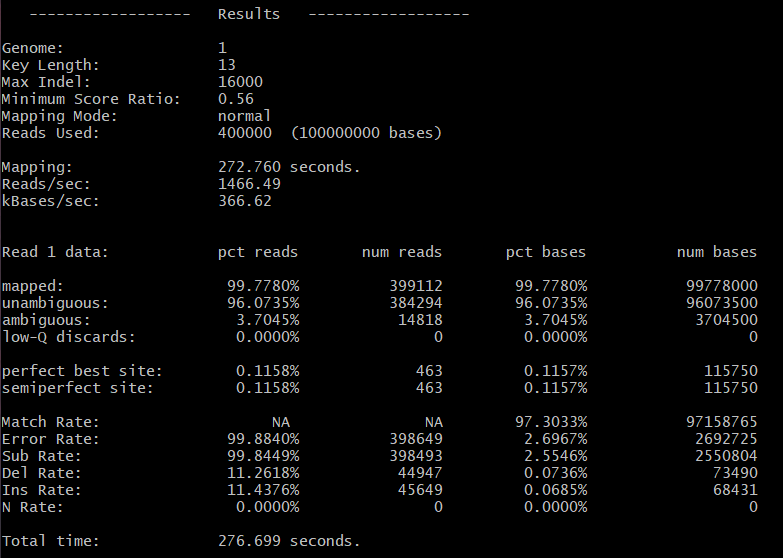 ------------------   Results   ------------------
Genome:                 1
Key Length:             13
Max Indel:              16000
Minimum Score Ratio:    0.56
Mapping Mode:           normal
Reads Used:             400000  (100000000 bases)
Mapping:                272.760 seconds.
Reads/sec:              1466.49
kBases/sec:             366.62
Read 1 data:            pct reads       num reads       pct bases          num bases
mapped:                  99.7780%          399112        99.7780%           99778000
unambiguous:             96.0735%          384294        96.0735%           96073500
ambiguous:                3.7045%           14818         3.7045%            3704500
low-Q discards:           0.0000%               0         0.0000%                  0
perfect best site:        0.1158%             463         0.1157%             115750
semiperfect site:         0.1158%             463         0.1157%             115750
Match Rate:                   NA              NA        97.3033%           97158765
Error Rate:              99.8840%          398649         2.6967%            2692725
Sub Rate:                99.8449%          398493         2.5546%            2550804
Del Rate:                11.2618%           44947         0.0736%              73490
Ins Rate:                11.4376%           45649         0.0685%              68431
N Rate:                   0.0000%               0         0.0000%                  0
Total time:             276.699 seconds.